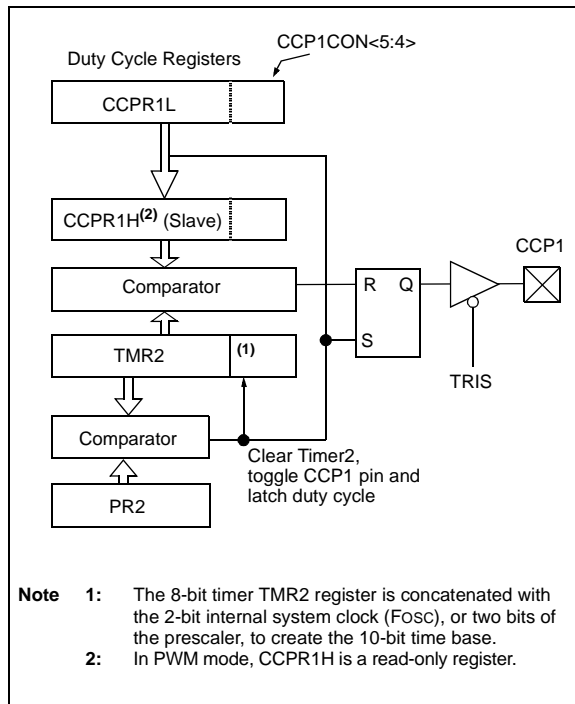 CCP1CON<5:4>
Duty Cycle Registers
CCPR1L
CCPR1H(2) (Slave)
CCP1
Comparator
R Q
TMR2 (1)
S
TRIS
Comparator
Clear Timer2,
toggle CCP1 pin and
latch duty cycle
PR2
Note 1: The 8-bit timer TMR2 register is concatenated with
the 2-bit internal system clock (FOSC), or two bits of
the prescaler, to create the 10-bit time base.
2: In PWM mode, CCPR1H is a read-only register.